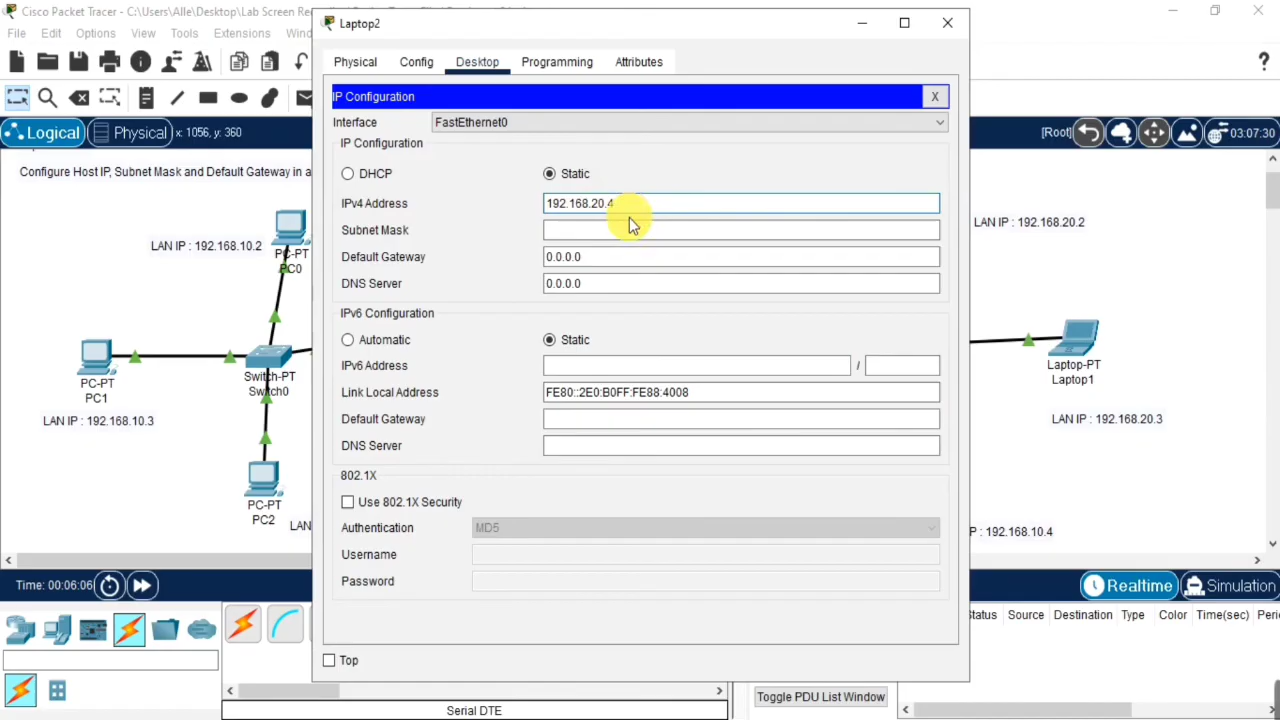 Cisco Packet Tracer - C:\Users\Alle\Desktop\Lab Screen Re
Laptop2
File Edit Options View Tools Extensions Wind
Physical Config Desktop Programming Attributes
IP Configuration X
Interface FastEthernet0
Logical Physical x: 1056, y: 360
[Root] 03:07:30
IP Configuration
DHCP Static
IPv4 Address 192.168.20.4
Subnet Mask
Default Gateway 0.0.0.0
DNS Server 0.0.0.0
IPv6 Configuration
Automatic Static
IPv6 Address /
Link Local Address FE80::2E0:B0FF:FE88:4008
Default Gateway
DNS Server
802.1X
Use 802.1X Security
Authentication MD5
Username
Password
Top
Configure Host IP, Subnet Mask and Default Gateway in a
LAN IP : 192.168.10.2
PC-PT
PC0
PC-PT
PC1
LAN IP : 192.168.10.3
Switch-PT
Switch0
PC-PT
PC2
LAN
LAN IP : 192.168.20.2
Laptop-PT
Laptop1
LAN IP : 192.168.20.3
P : 192.168.10.4
Time: 00:06:06
Realtime Simulation
tatus Source Destination Type Color Time(sec) Peri
Toggle PDU List Window
Serial DTE